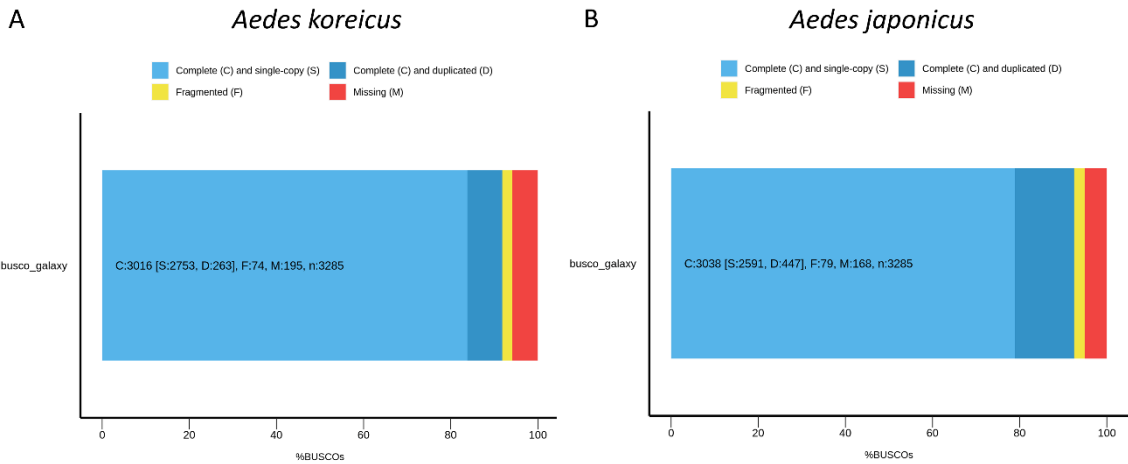 A
Aedes koreicus
Complete (C) and single-copy (S)
Complete (C) and duplicated (D)
Fragmented (F)
Missing (M)
busco_galaxy
C:3016 [S:2753, D:263], F:74, M:195, n:3285
0
20
40
60
80
100
%BUSCOs
B
Aedes japonicus
Complete (C) and single-copy (S)
Complete (C) and duplicated (D)
Fragmented (F)
Missing (M)
busco_galaxy
C:3038 [S:2591, D:447], F:79, M:168, n:3285
0
20
40
60
80
100
%BUSCOs